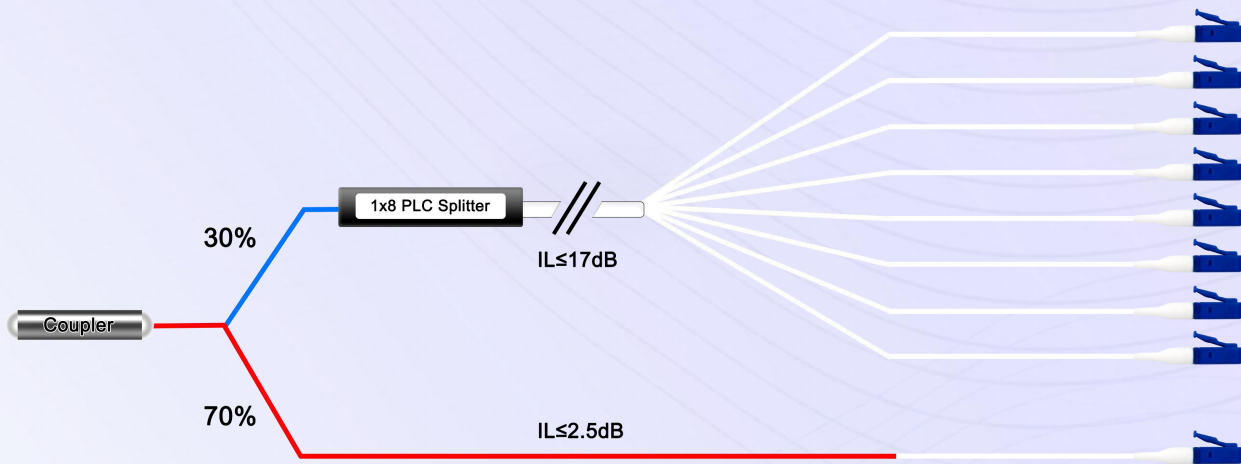 1x8 PLC Splitter
30%
IL≤17dB
Coupler
70%
IL≤2.5dB